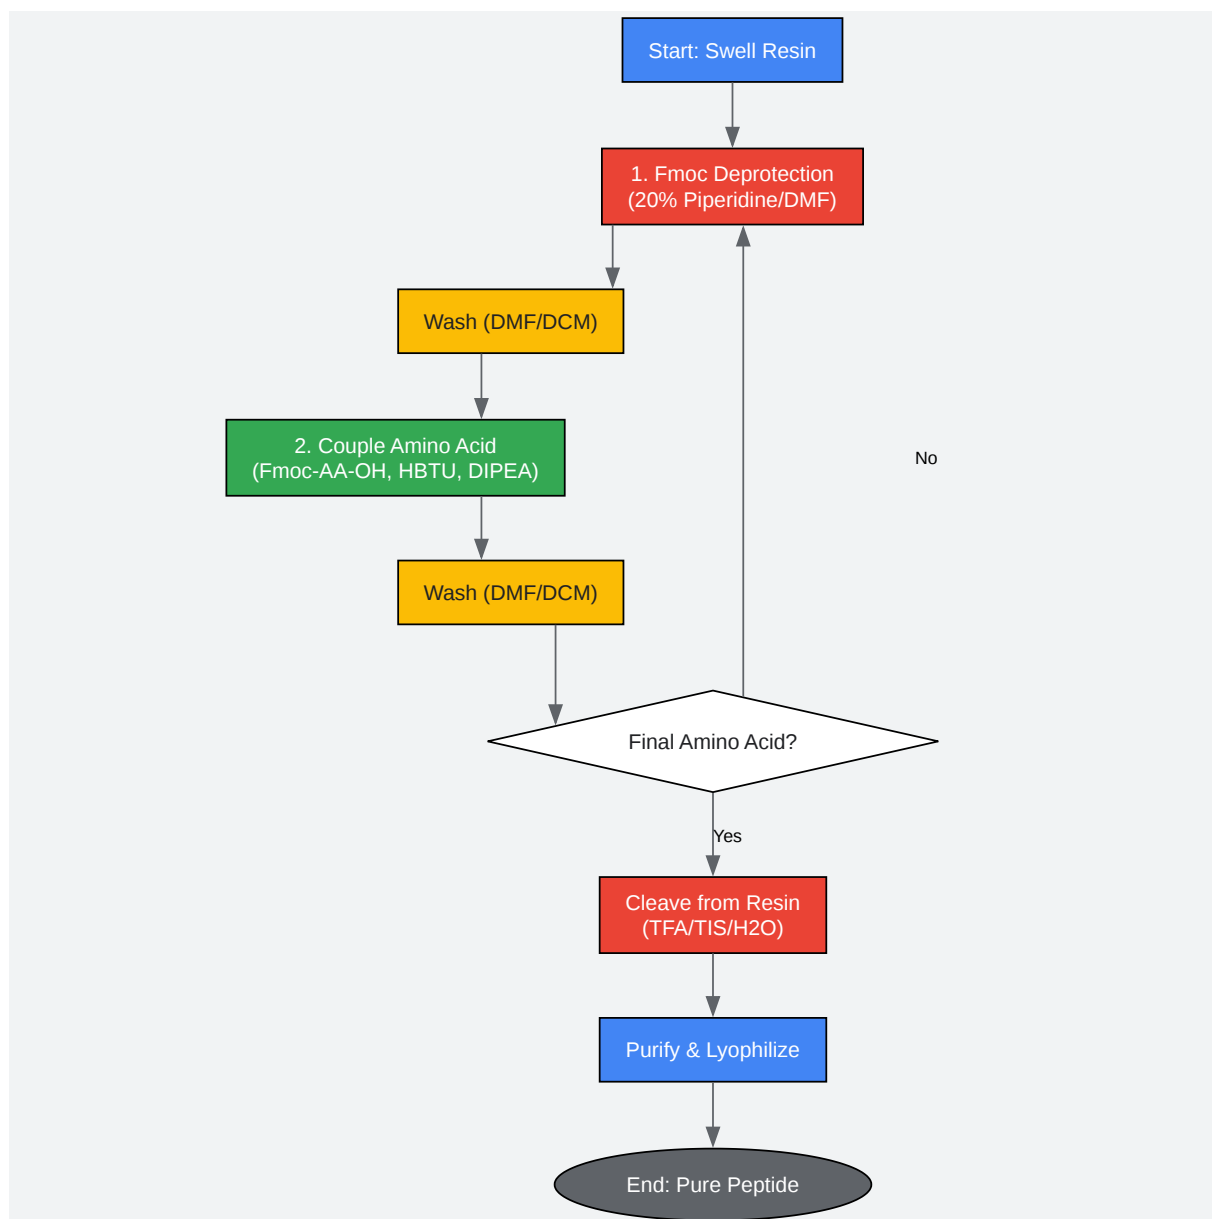 Start: Swell Resin
1. Fmoc Deprotection
(20% Piperidine/DMF)
Wash (DMF/DCM)
2. Couple Amino Acid
(Fmoc-AA-OH, HBTU, DIPEA)
No
Wash (DMF/DCM)
Final Amino Acid?
Yes
Cleave from Resin
(TFA/TIS/H2O)
Purify & Lyophilize
End: Pure Peptide